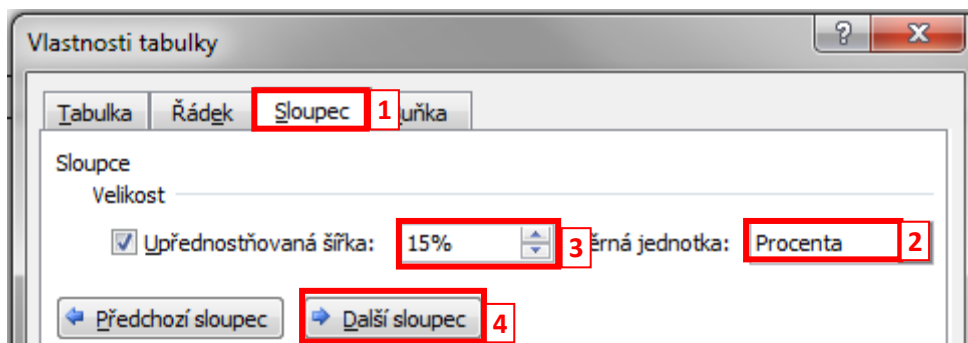 Vlastnosti tabulky
Tabulka Řádek Sloupec 1 uňka
Sloupce
Velikost
Upřednostňovaná šířka: 15% 3 ěrná jednotka: Procenta 2
Předchozí sloupec Další sloupec 4